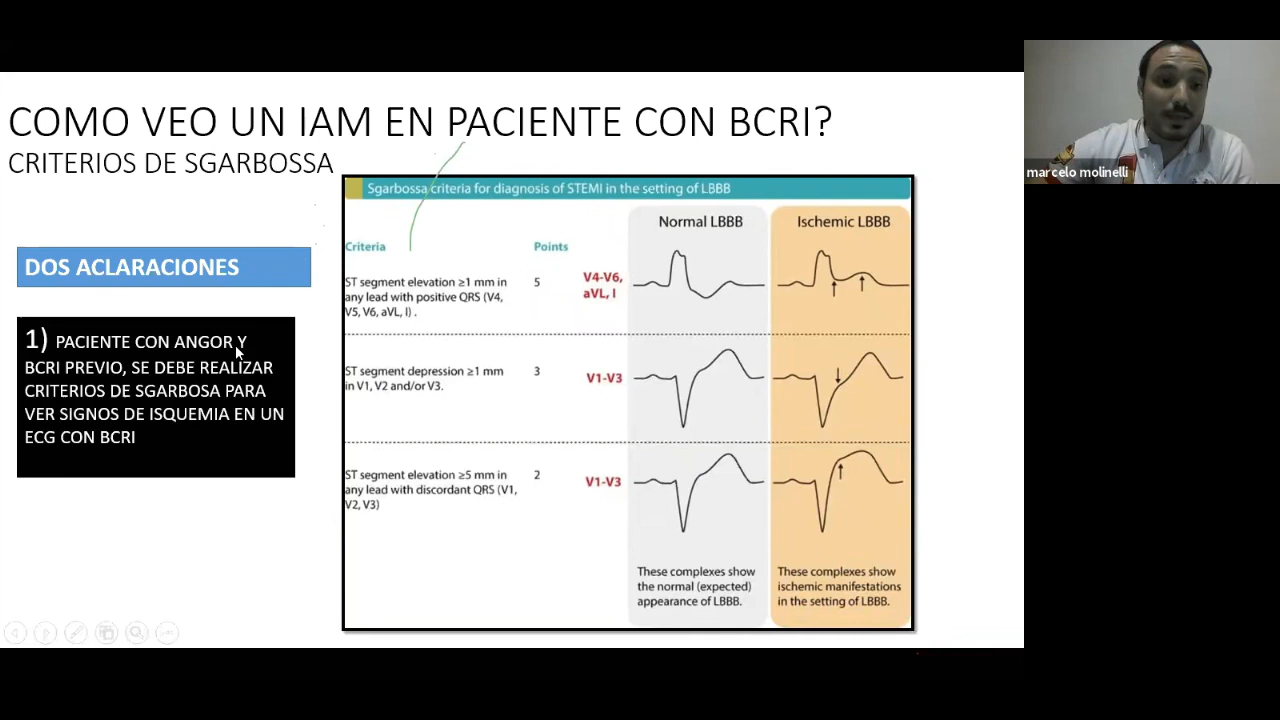 COMO VEO UN IAM EN PACIENTE CON BCRI?
CRITERIOS DE SGARBOSSA
DOS ACLARACIONES
1) PACIENTE CON ANGOR Y
BCRI PREVIO, SE DEBE REALIZAR
CRITERIOS DE SGARBOSA PARA
VER SIGNOS DE ISQUEMIA EN UN
ECG CON BCRI
Sgarbossa criteria for diagnosis of STEMI in the setting of LBBB
Normal LBBB
Ischemic LBBB
Criteria
Points
ST segment elevation ≥1 mm in
any lead with positive QRS (V4,
V5, V6, aVL, I) .
5
V4-V6,
aVL, I
ST segment depression ≥1 mm
in V1, V2 and/or V3.
3
V1-V3
ST segment elevation ≥5 mm in
any lead with discordant QRS (V1,
V2, V3)
2
V1-V3
These complexes show
the normal (expected)
appearance of LBBB.
These complexes show
ischemic manifestations
in the setting of LBBB.
marcelo molinelli